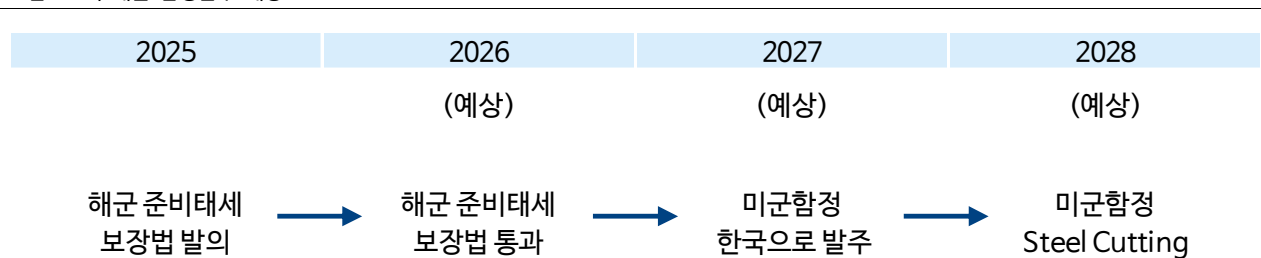 2025 2026 2027 2028
(예상) (예상) (예상)
해군 준비태세 해군 준비태세 미군함정 미군함정
보장법 발의 보장법 통과 한국으로 발주 Steel Cutting